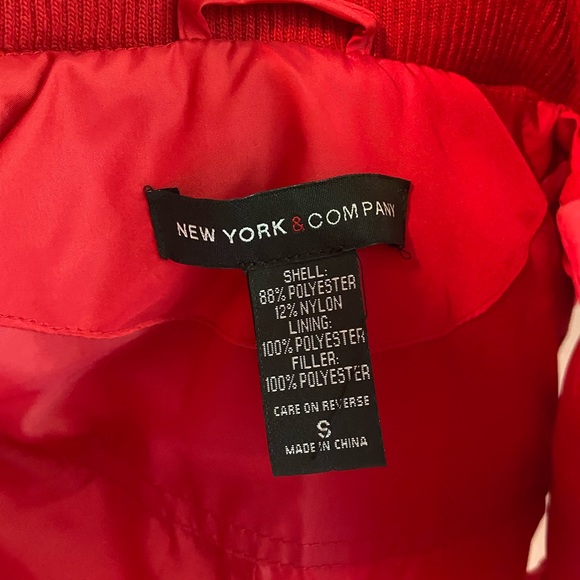 NEW YORK & COMPANY
SHELL:
88% POLYESTER
12% NYLON
LINING:
100% POLYESTER
FILLER:
100% POLYESTER
CARE ON REVERSE
S
MADE IN CHINA